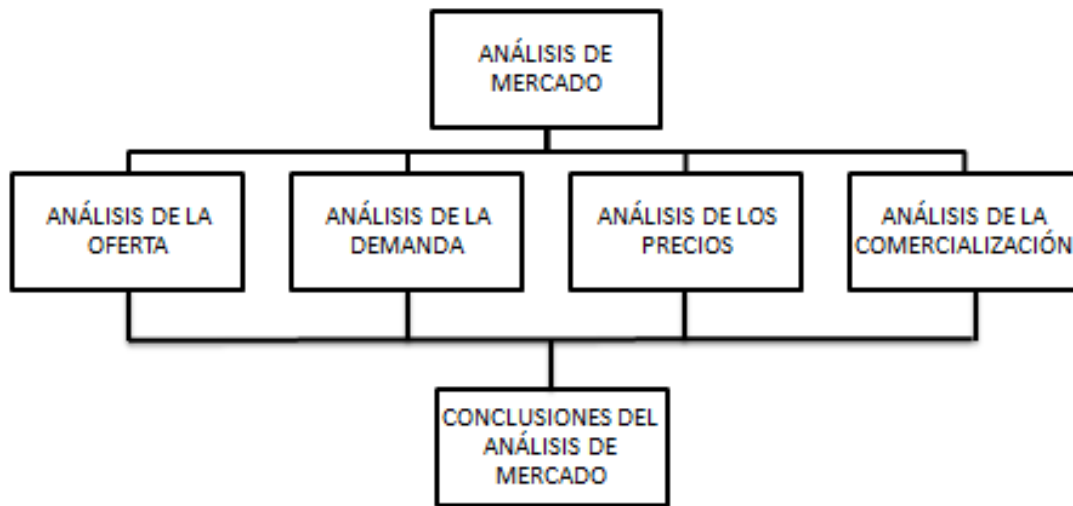 ANÁLISIS DE
MERCADO
ANÁLISIS DE LA
OFERTA
ANÁLISIS DE LA
DEMANDA
ANÁLISIS DE LOS
PRECIOS
ANÁLISIS DE LA
COMERCIALIZACIÓN
CONCLUSIONES DEL
ANÁLISIS DE
MERCADO